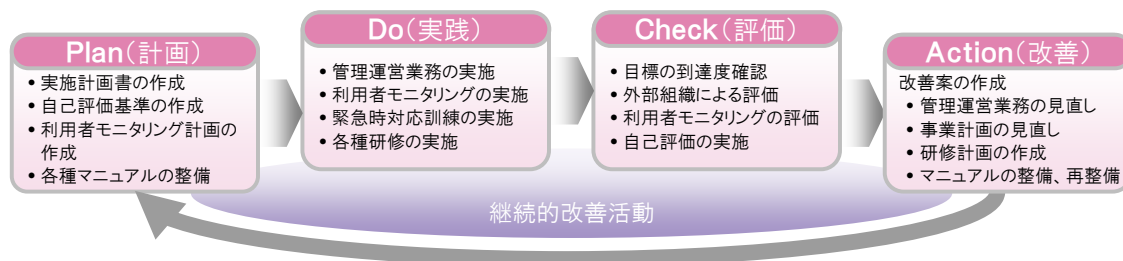 Plan（計画）
• 実施計画書の作成
• 自己評価基準の作成
• 利用者モニタリング計画の
作成
• 各種マニュアルの整備
Do（実践）
• 管理運営業務の実施
• 利用者モニタリングの実施
• 緊急時対応訓練の実施
• 各種研修の実施
Check（評価）
• 目標の到達度確認
• 外部組織による評価
• 利用者モニタリングの評価
• 自己評価の実施
Action（改善）
改善案の作成
• 管理運営業務の見直し
• 事業計画の見直し
• 研修計画の作成
• マニュアルの整備、再整備
継続的改善活動